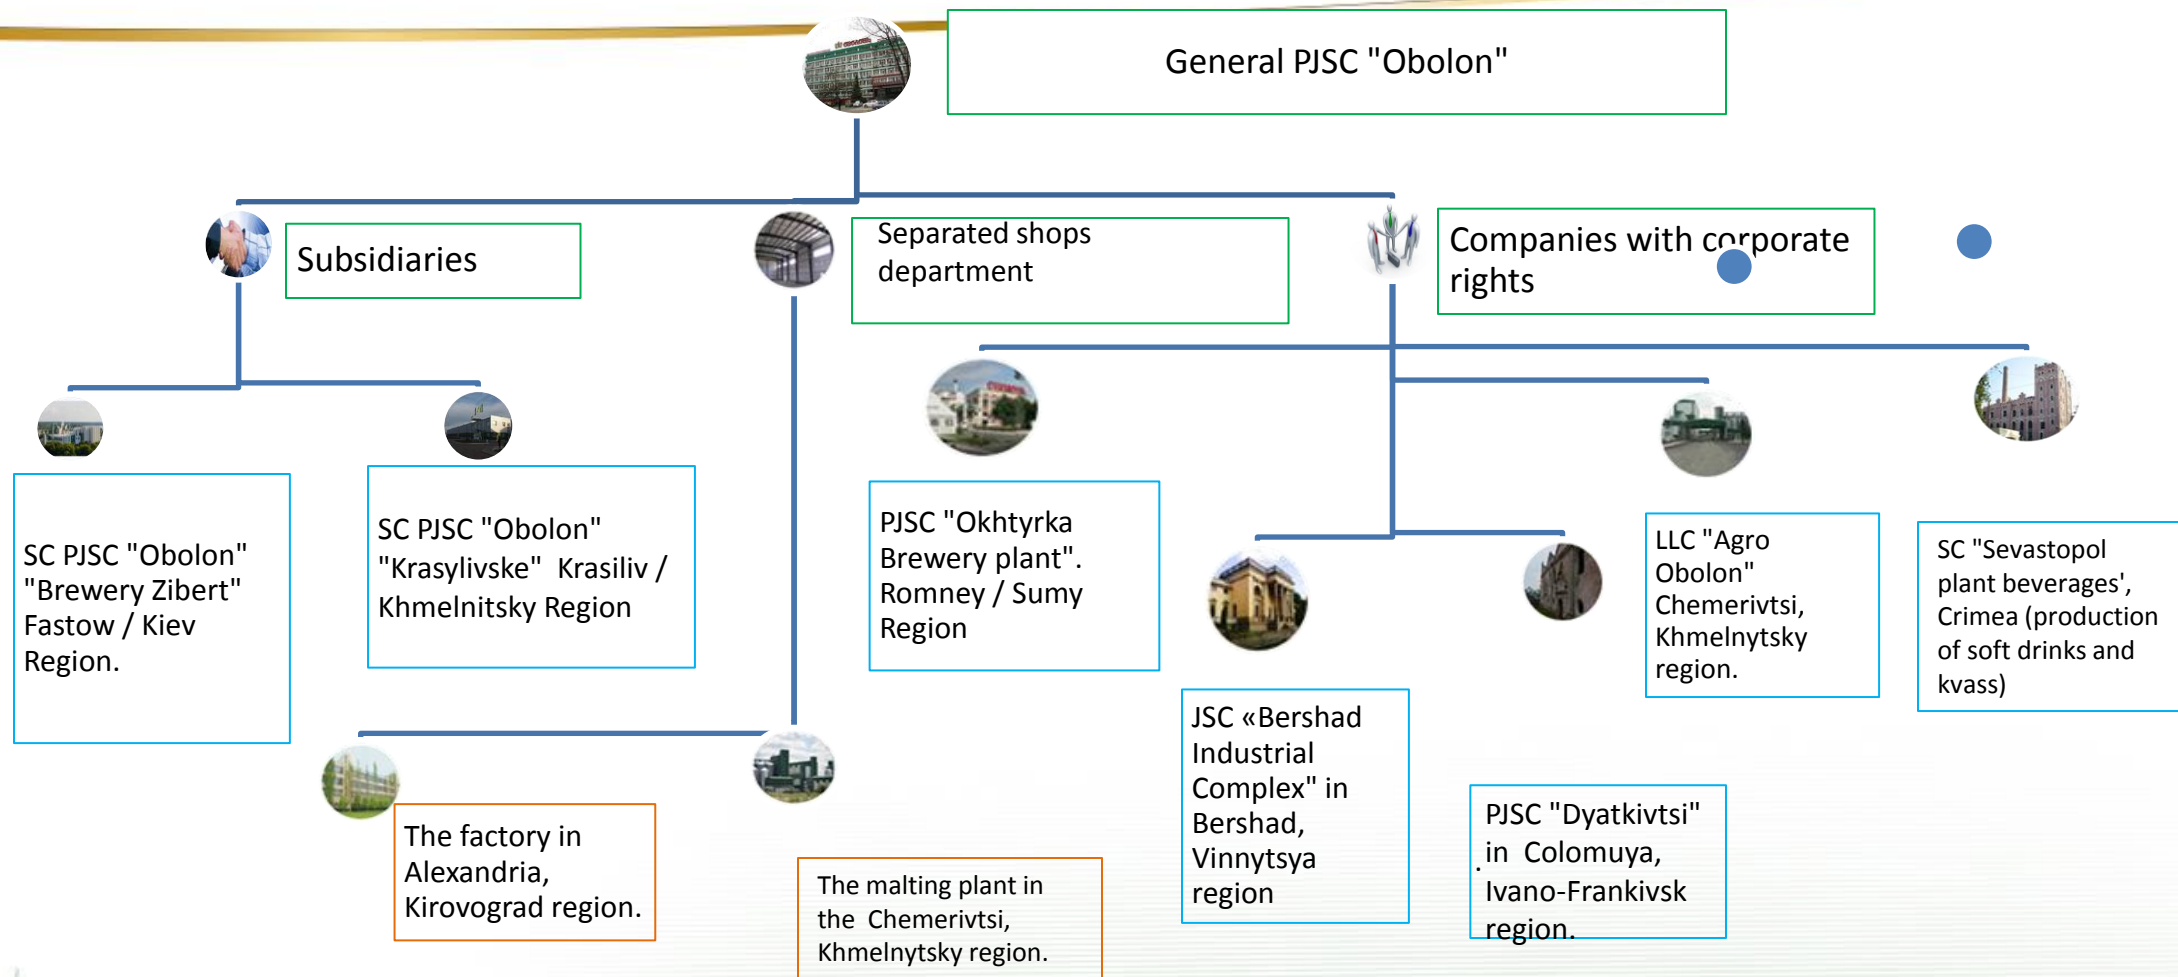 General PJSC "Obolon"
Subsidiaries
Separated shops
department
Companies with corporate
rights
SC PJSC "Obolon"
"Brewery Zibert"
Fastow / Kiev
Region.
SC PJSC "Obolon"
"Krasylivske"  Krasiliv /
Khmelnitsky Region
PJSC "Okhtyrka
Brewery plant".
Romney / Sumy
Region
LLC "Agro
Obolon"
Chemerivtsi,
Khmelnytsky
region.
SC "Sevastopol
plant beverages',
Crimea (production
of soft drinks and
kvass)
JSC «Bershad
Industrial
Complex" in
Bershad,
Vinnytsya
region
PJSC "Dyatkivtsi"
in  Colomuya,
.
Ivano-Frankivsk
region.
The factory in
Alexandria,
Kirovograd region.
The malting plant in
the  Chemerivtsi,
Khmelnytsky region.